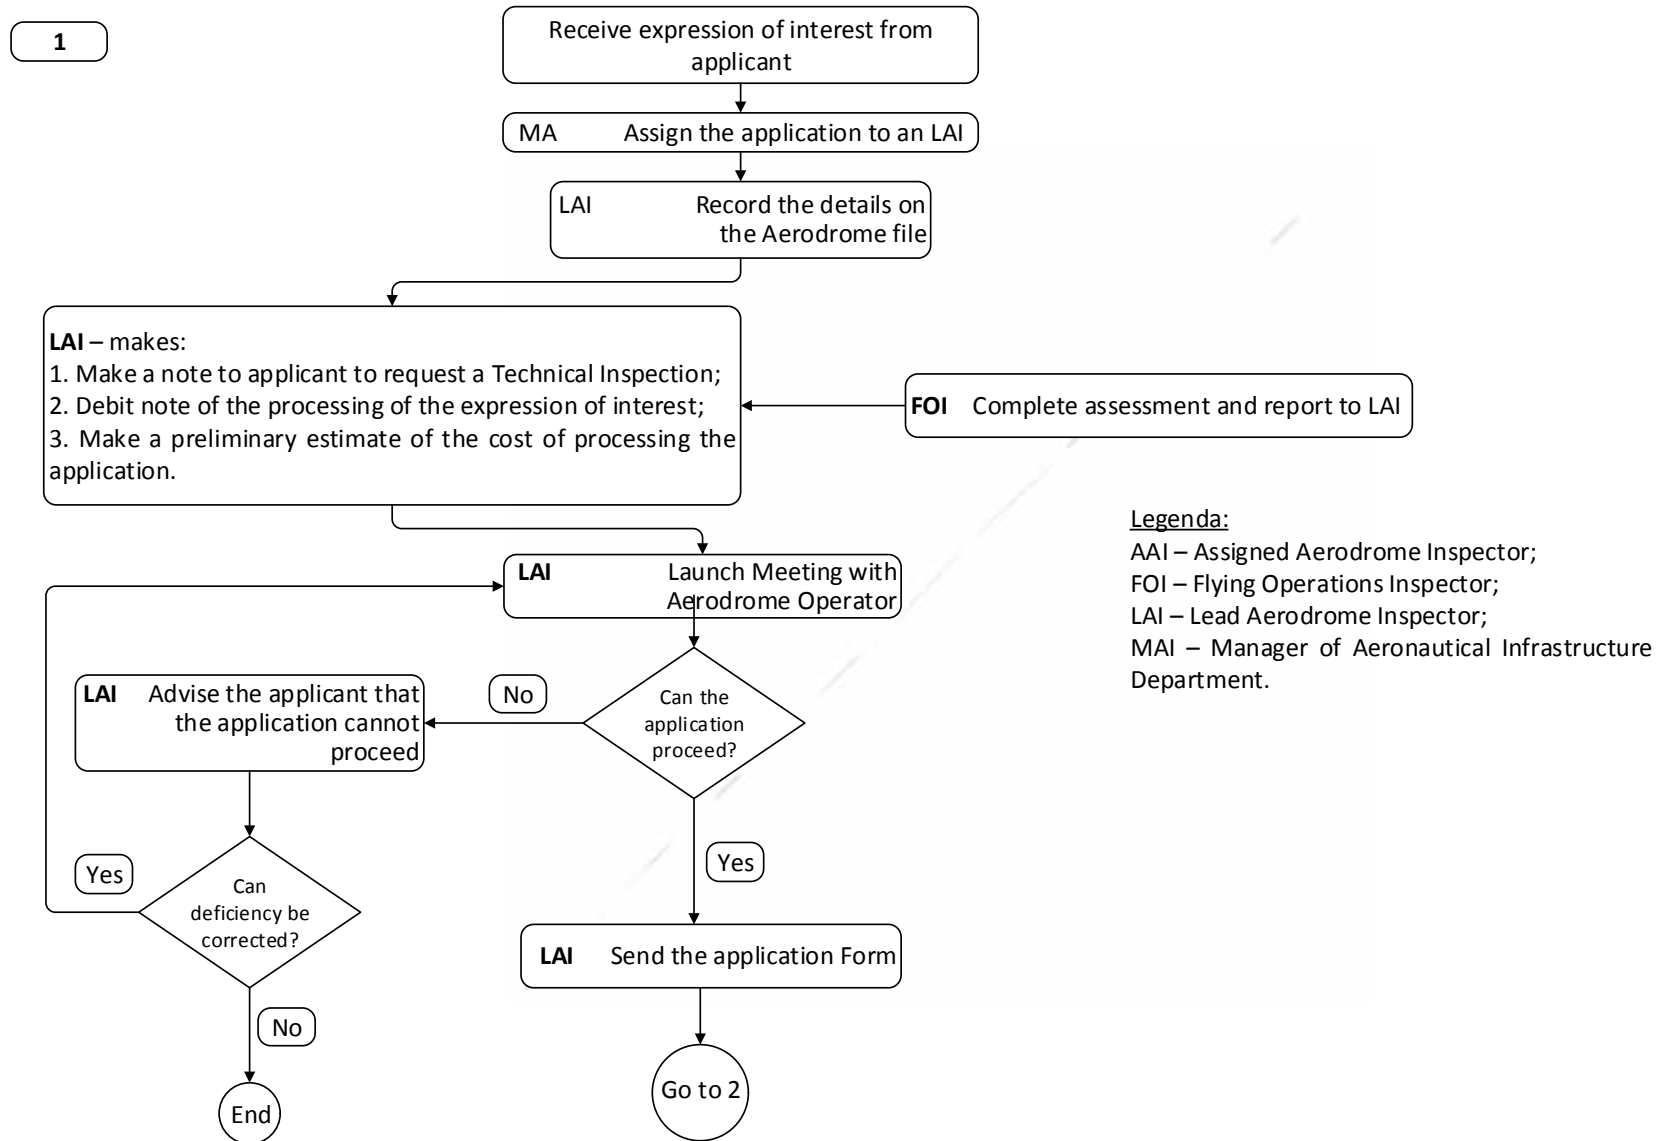 1
Receive expression of interest from
applicant
MA Assign the application to an LAI
LAI Record the details on
the Aerodrome file
LAI – makes:
1. Make a note to applicant to request a Technical Inspection;
2. Debit note of the processing of the expression of interest;
3. Make a preliminary estimate of the cost of processing the
application.
FOI Complete assessment and report to LAI
Legenda:
AAI – Assigned Aerodrome Inspector;
FOI – Flying Operations Inspector;
LAI – Lead Aerodrome Inspector;
MAI – Manager of Aeronautical Infrastructure
Department.
LAI Launch Meeting with
Aerodrome Operator
Can the
application
proceed?
No
LAI Advise the applicant that
the application cannot
proceed
Yes
Can
deficiency be
corrected?
Yes
No
End
LAI Send the application Form
Go to 2